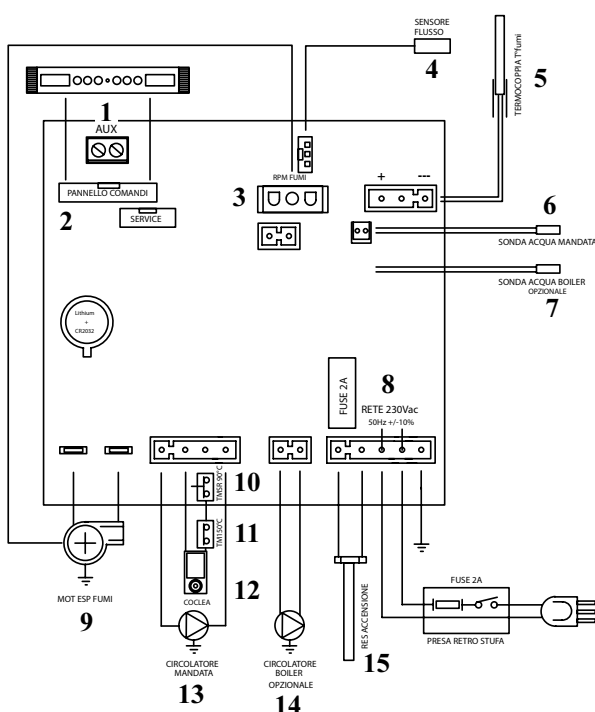 SENSORE
FLUSSO
4
TERMOCOPPIA T°fumi
5
1
AUX
RPM FUMI
+ ---
PANNELLO COMANDI
2
3
SERVICE
6
SONDA ACQUA MANDATA
SONDA ACQUA BOILER
OPZIONALE
7
Lithium
+
CR2032
FUSE 2A
8
RETE 230Vac
50Hz +/-10%
TMSR 90°C
10
TM150°C
11
COCLEA
12
MOT ESP FUMI
9
CIRCOLATORE
MANDATA
13
CIRCOLATORE
BOILER
OPZIONALE
14
RES ACCENSIONE
15
FUSE 2A
PRESA RETRO STUFA